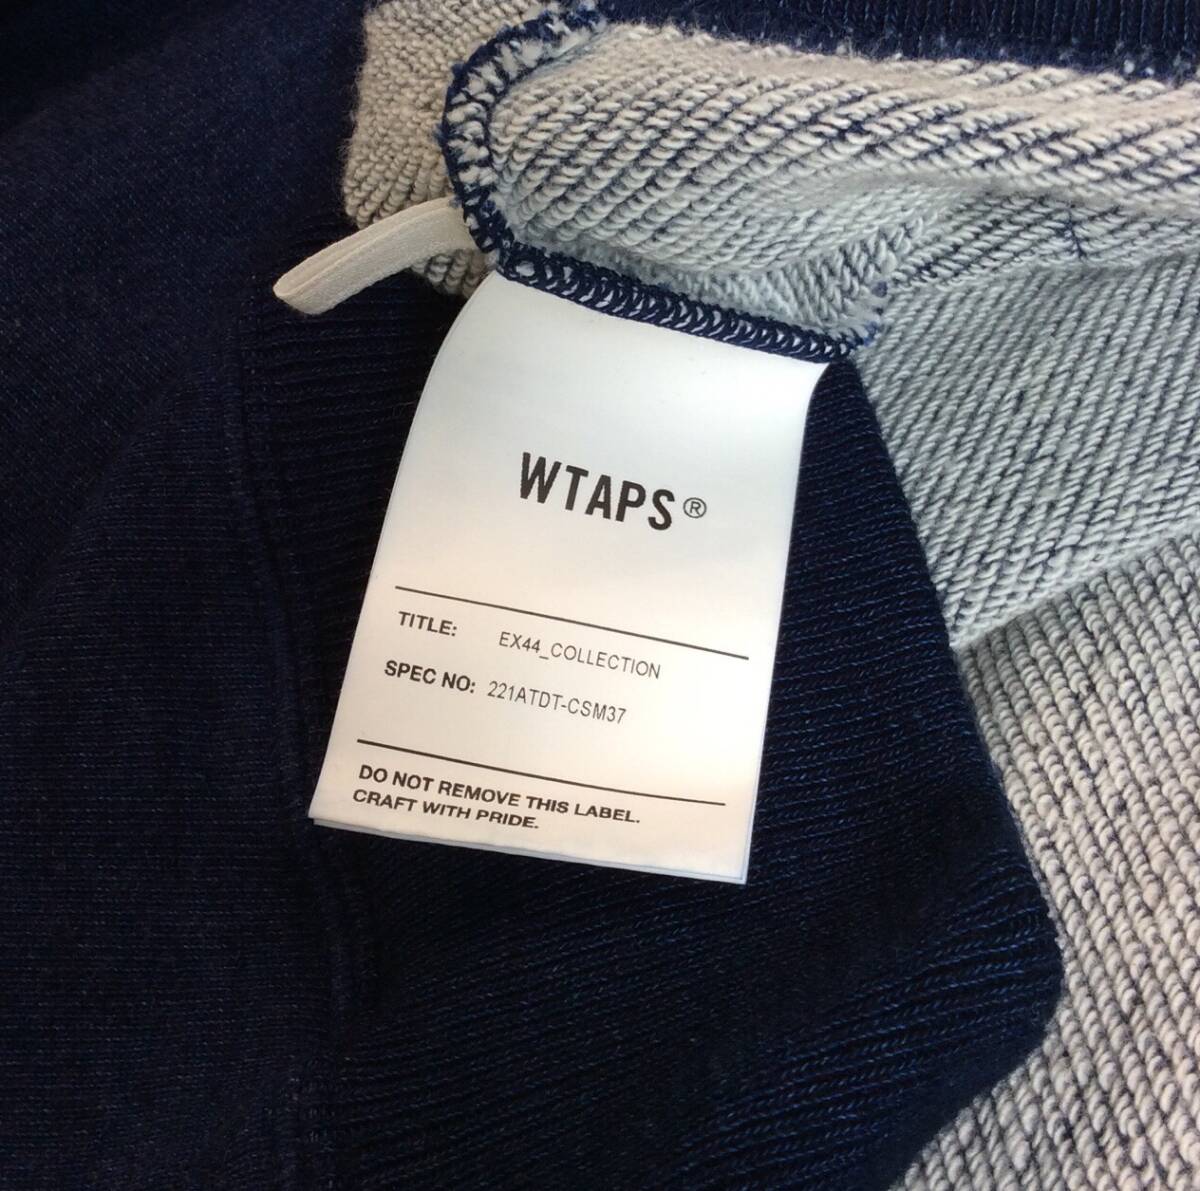 WTAPS®
TITLE: EX44_COLLECTION
SPEC NO: 221ATDT-CSM37
DO NOT REMOVE THIS LABEL.
CRAFT WITH PRIDE.